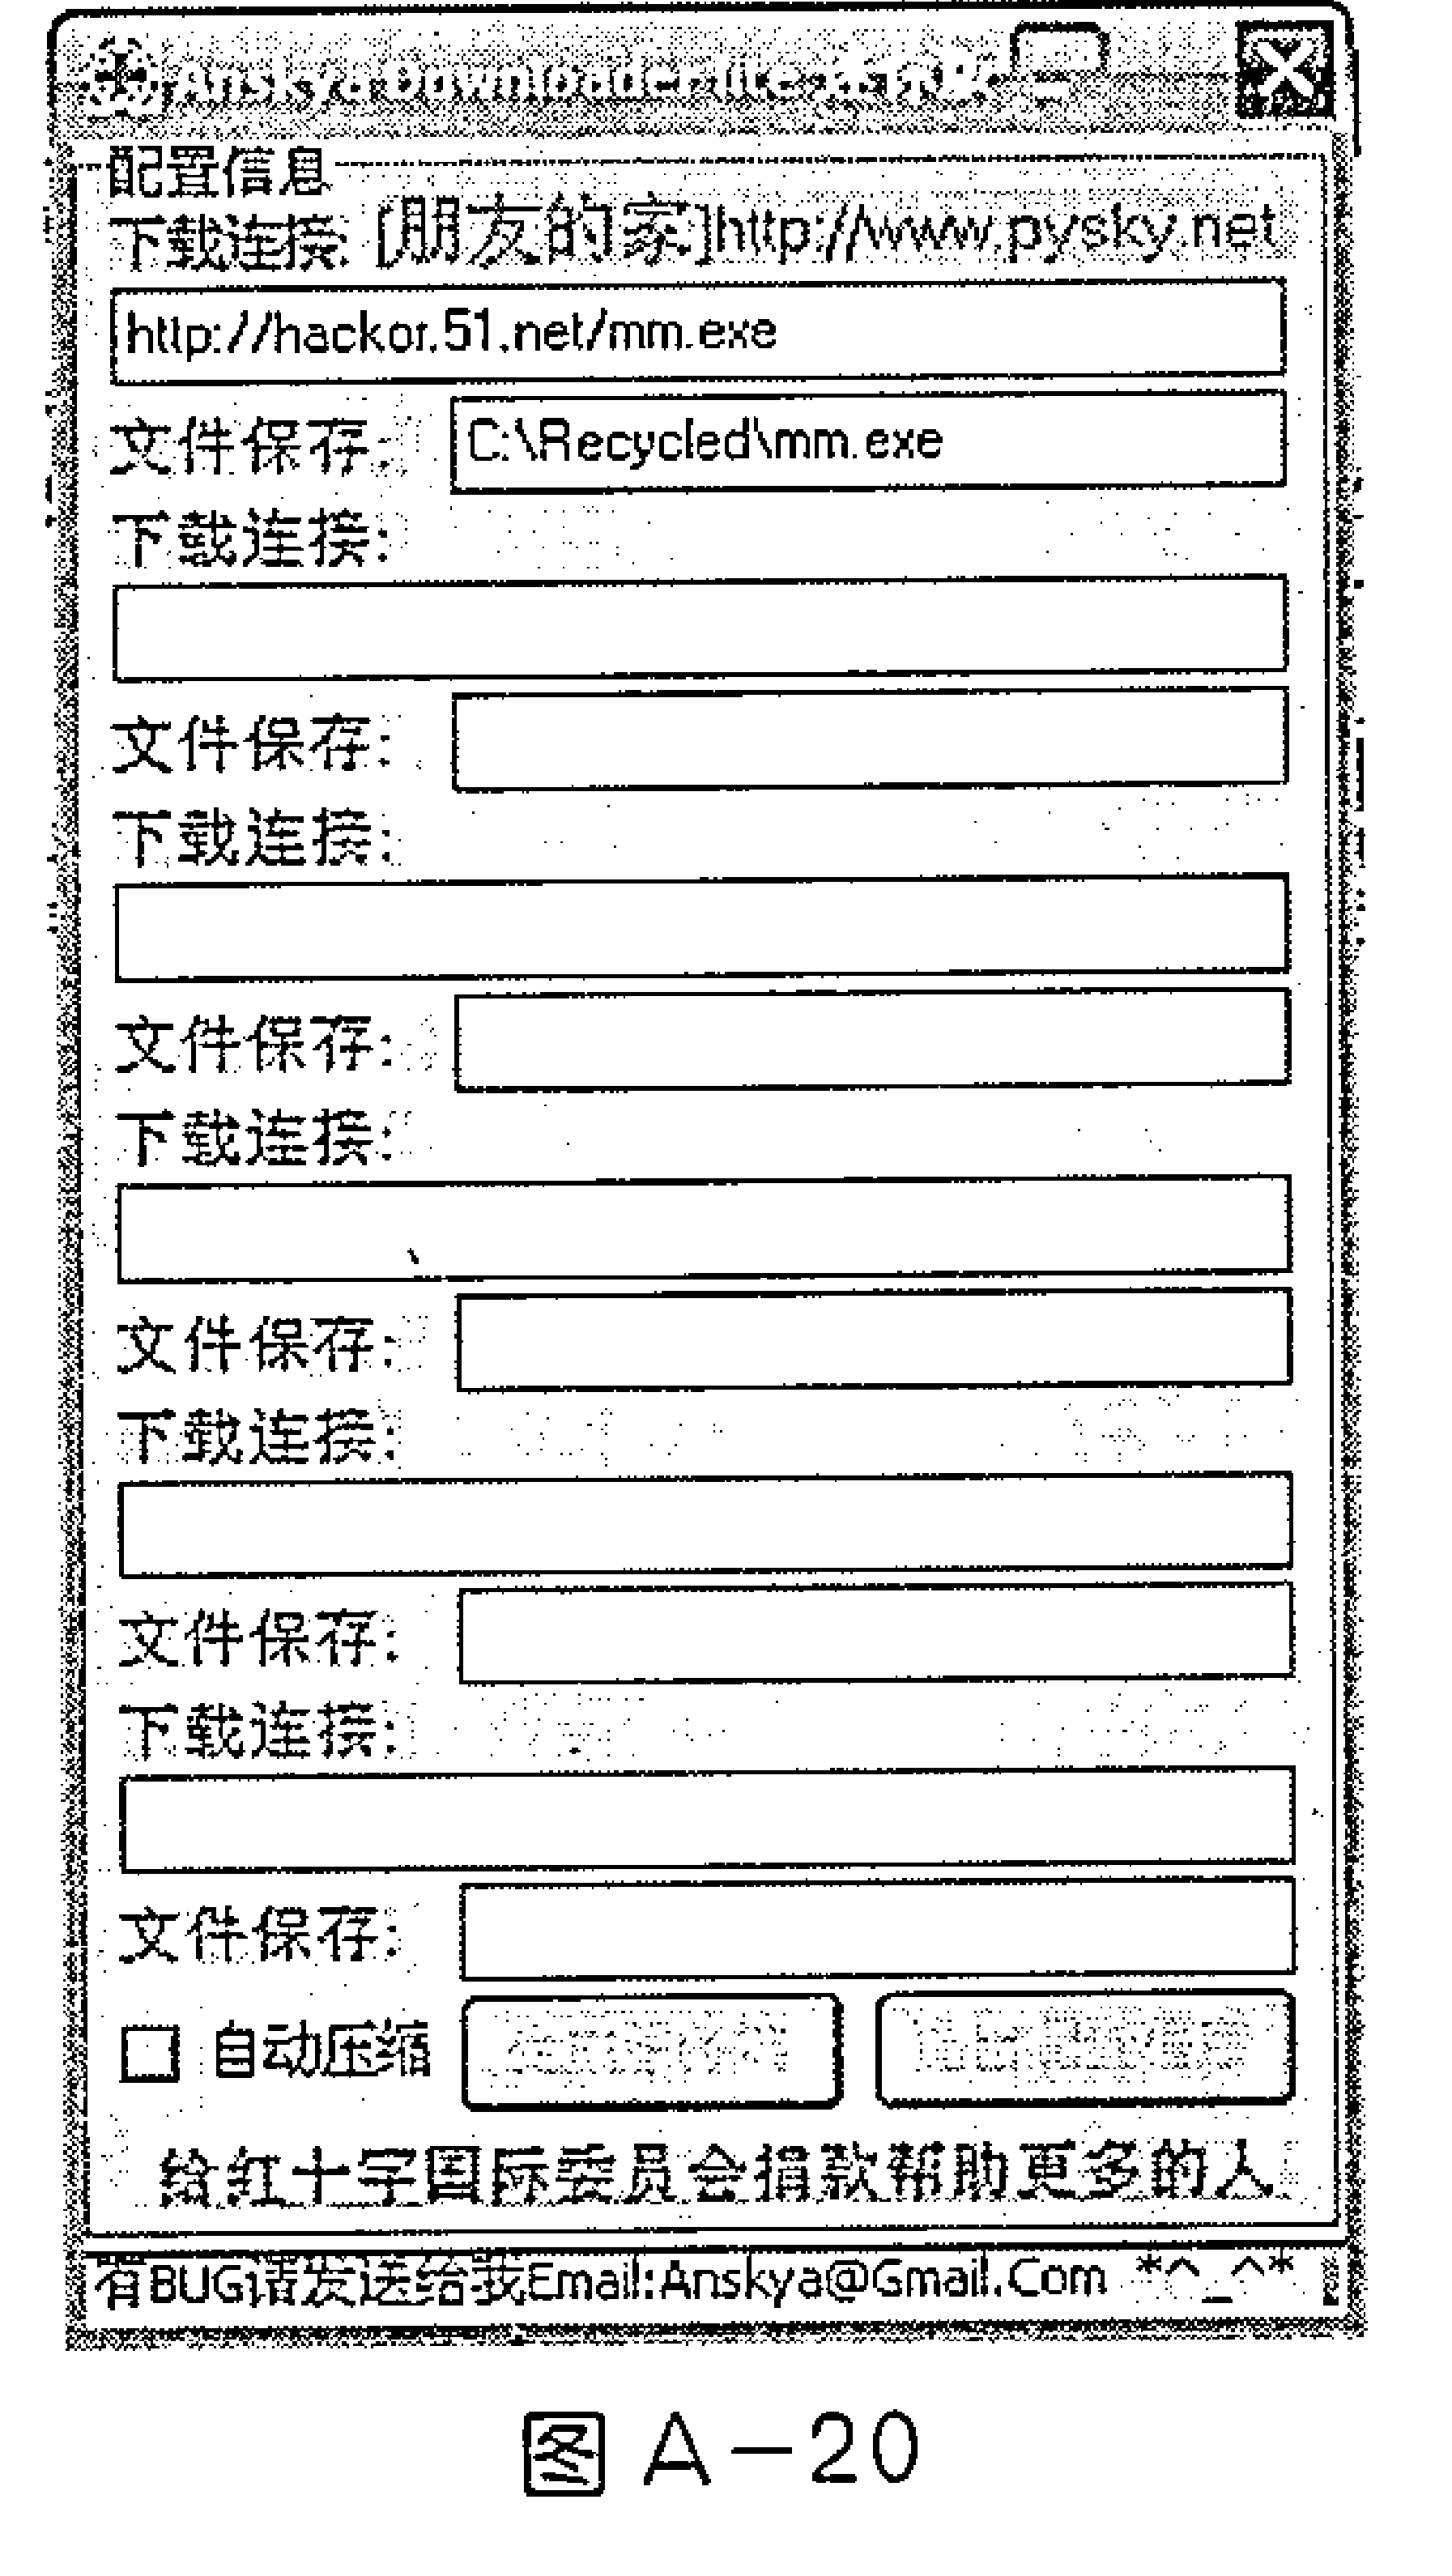 Anskya Downloader lite
配置信息
下载连接: [朋友的家]http://www.pysky.net
http://hackor.51.net/mm.exe
文件保存: C:\Recycled\mm.exe
下载连接:
文件保存:
下载连接:
文件保存:
下载连接:
文件保存:
下载连接:
文件保存:
下载连接:
文件保存:
自动压缩
给红十字国际委员会捐款帮助更多的人
有BUG请发送给我Email:Anskya@Gmail.Com *^_^*
图 A-20